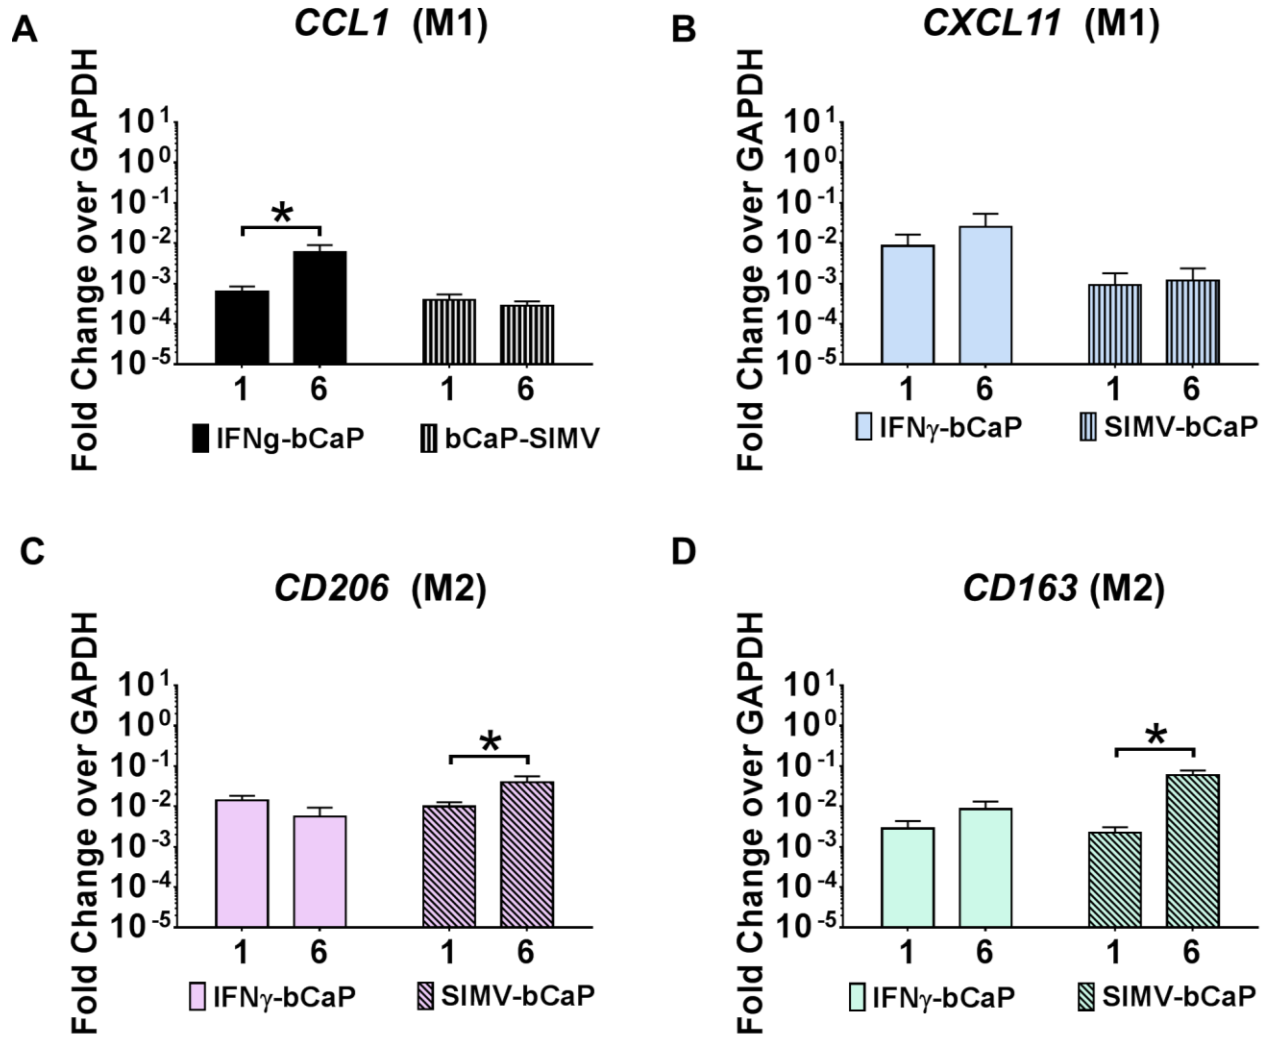 A
CCL1 (M1)
Fold Change over GAPDH
10^1
10^0
10^-1
10^-2
10^-3
10^-4
10^-5
*
1 6 1 6
IFNg-bCaP bCaP-SIMV
B
CXCL11 (M1)
Fold Change over GAPDH
10^1
10^0
10^-1
10^-2
10^-3
10^-4
10^-5
1 6 1 6
IFNγ-bCaP SIMV-bCaP
C
CD206 (M2)
Fold Change over GAPDH
10^1
10^0
10^-1
10^-2
10^-3
10^-4
10^-5
*
1 6 1 6
IFNγ-bCaP SIMV-bCaP
D
CD163 (M2)
Fold Change over GAPDH
10^1
10^0
10^-1
10^-2
10^-3
10^-4
10^-5
*
1 6 1 6
IFNγ-bCaP SIMV-bCaP